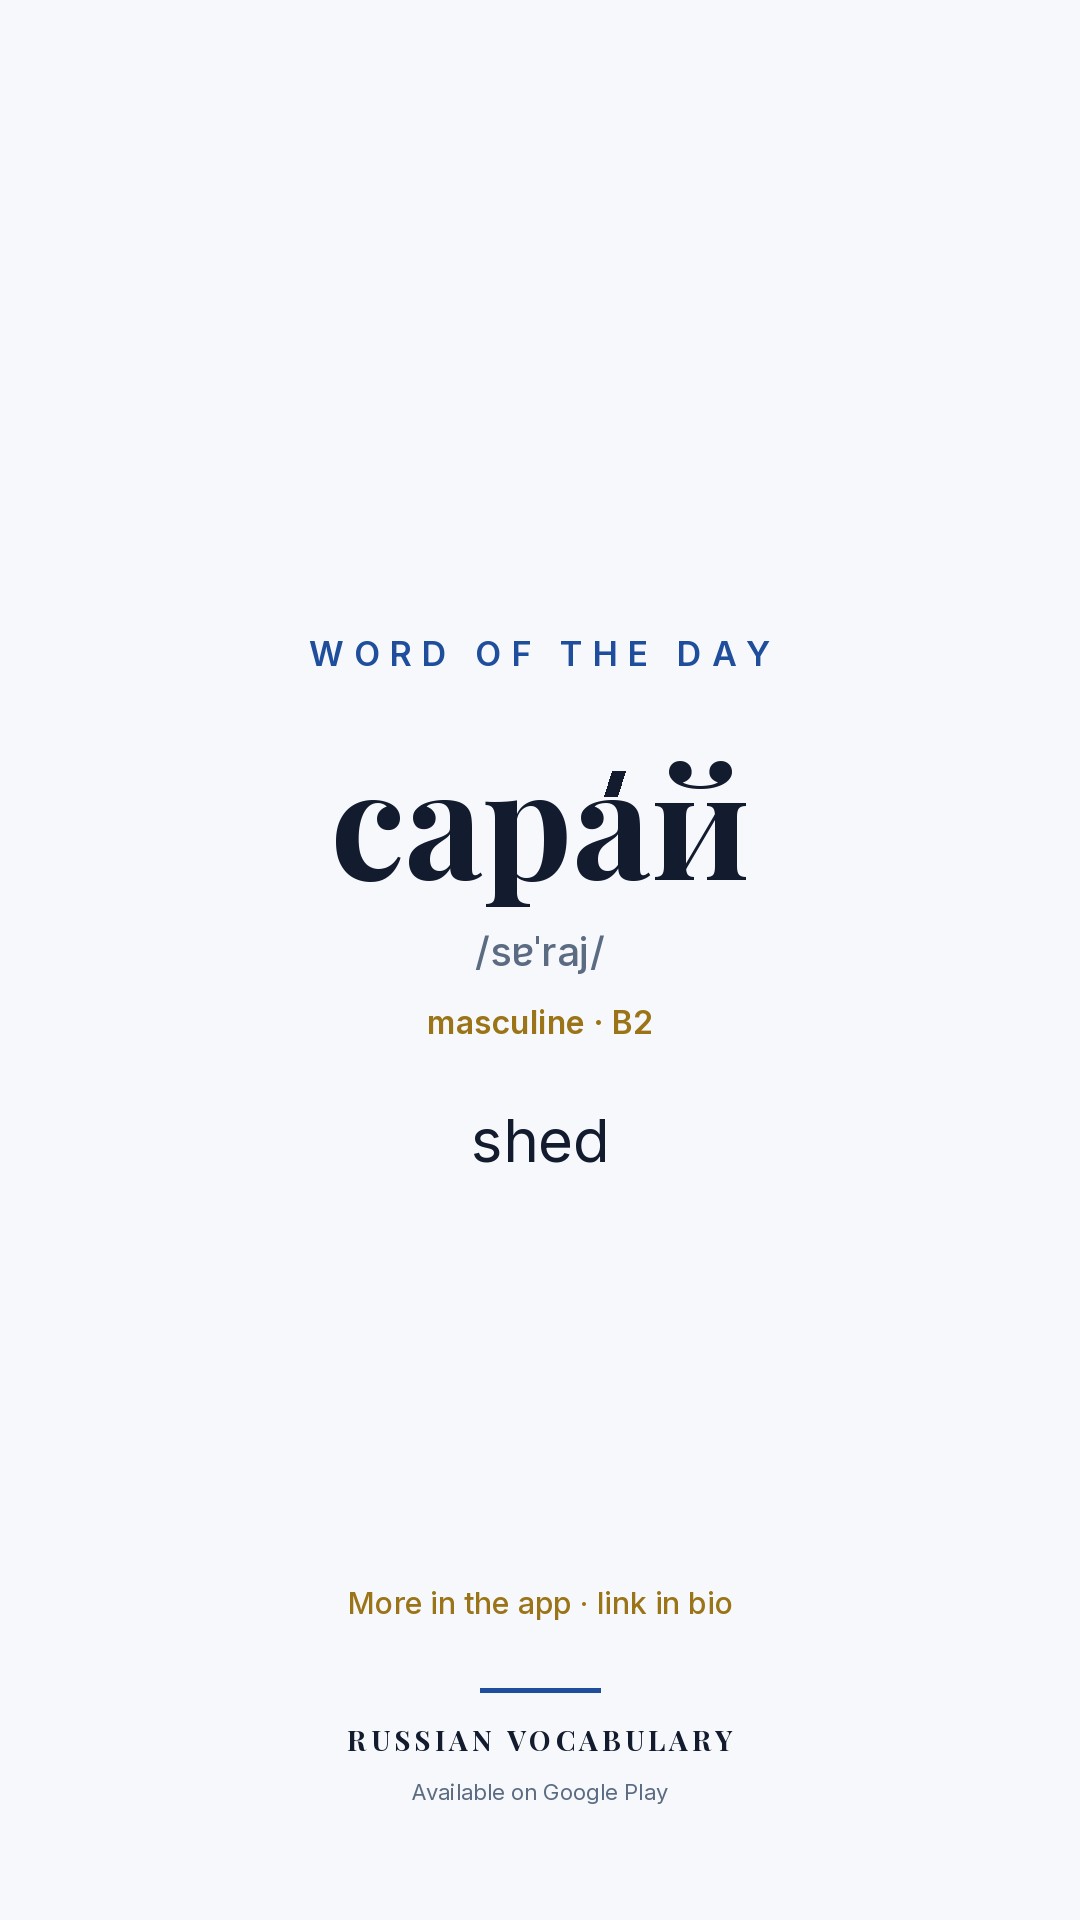 WORD OF THE DAY
сара́й
/sɐˈraj/
masculine · B2
shed
More in the app · link in bio
RUSSIAN VOCABULARY
Available on Google Play